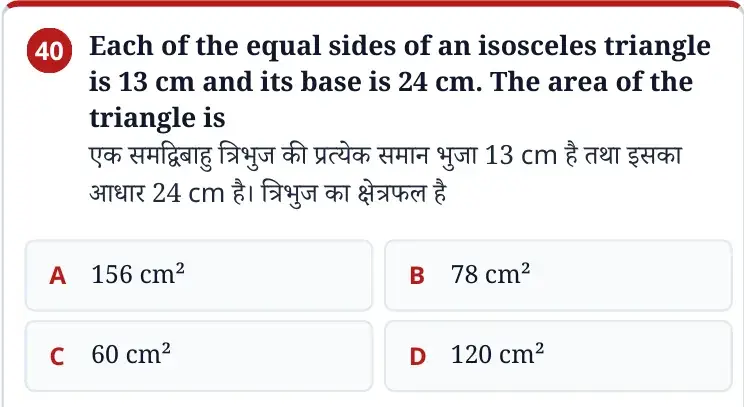 40 Each of the equal sides of an isosceles triangle
is 13 cm and its base is 24 cm. The area of the
triangle is
एक समद्विबाहु त्रिभुज की प्रत्येक समान भुजा 13 cm है तथा इसका
आधार 24 cm है। त्रिभुज का क्षेत्रफल है
A 156 cm² B 78 cm²
C 60 cm² D 120 cm²